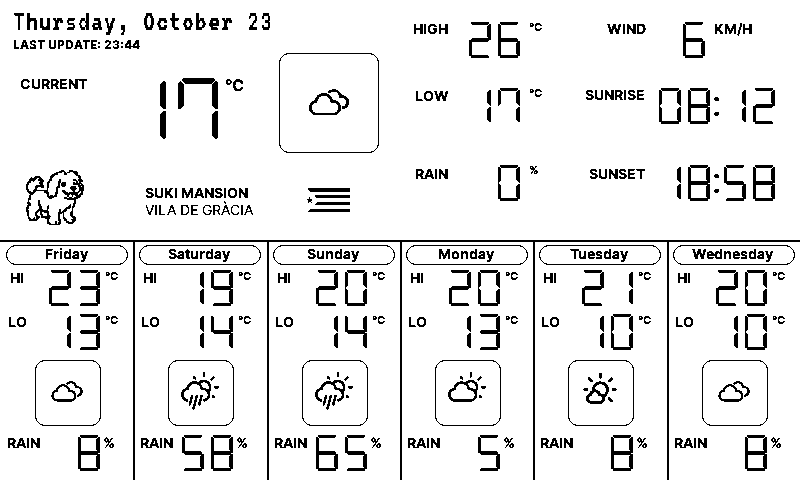 Thursday, October 23
LAST UPDATE: 23:44
CURRENT 17 °C
SUKI MANSION
VILA DE GRÀCIA
HIGH 26 °C
LOW 17 °C
RAIN 0 %
WIND 6 KM/H
SUNRISE 08:12
SUNSET 18:58
Friday
HI 23 °C
LO 13 °C
RAIN 8 %
Saturday
HI 19 °C
LO 14 °C
RAIN 58 %
Sunday
HI 20 °C
LO 14 °C
RAIN 65 %
Monday
HI 20 °C
LO 13 °C
RAIN 5 %
Tuesday
HI 21 °C
LO 10 °C
RAIN 8 %
Wednesday
HI 20 °C
LO 10 °C
RAIN 8 %